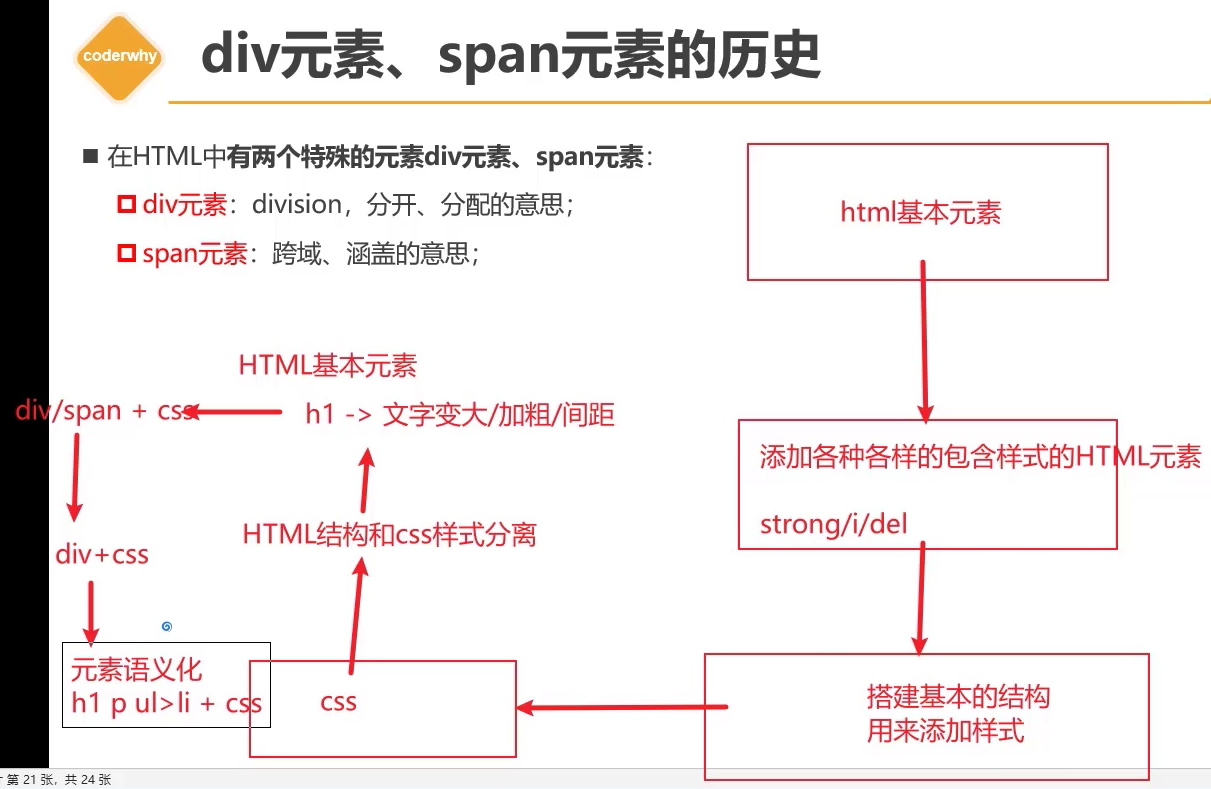 coderwhy
div元素、span元素的历史
在HTML中有两个特殊的元素div元素、span元素：
div元素：division，分开、分配的意思；
span元素：跨域、涵盖的意思；
html基本元素
添加各种各样的包含样式的HTML元素
strong/i/del
搭建基本的结构
用来添加样式
css
HTML结构和css样式分离
HTML基本元素
h1 -> 文字变大/加粗/间距
div/span + css
div+css
元素语义化
h1 p ul>li + css
第 21 张，共 24 张